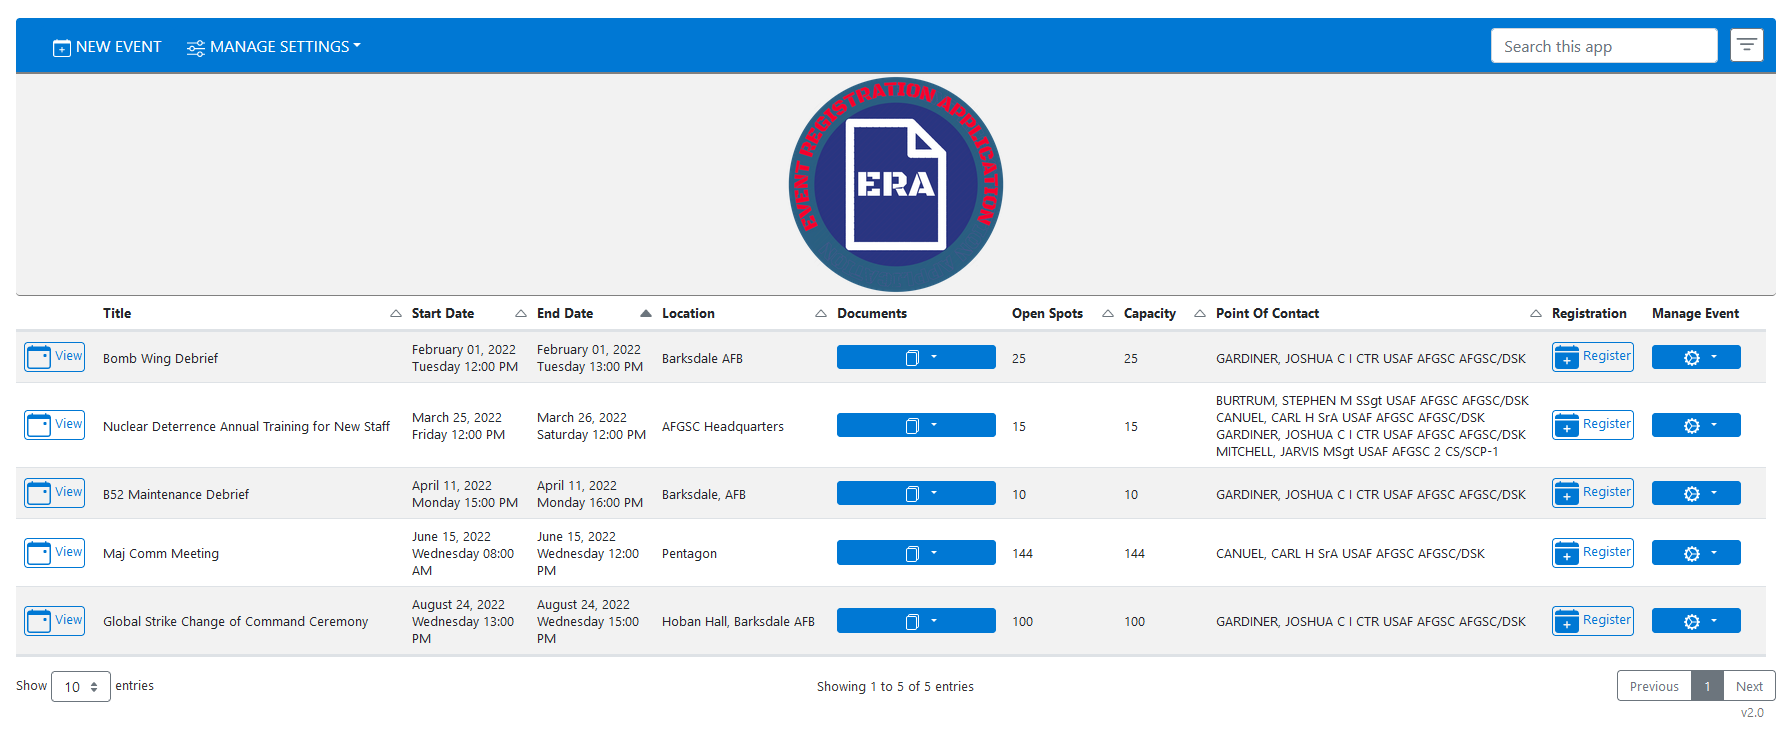 NEW EVENT MANAGE SETTINGS Search this app
EVENT REGISTRATION APPLICATION
ERA
Title Start Date End Date Location Documents Open Spots Capacity Point Of Contact Registration Manage Event
View Bomb Wing Debrief February 01, 2022 Tuesday 12:00 PM February 01, 2022 Tuesday 13:00 PM Barksdale AFB 25 25 GARDINER, JOSHUA C I CTR USAF AFGSC AFGSC/DSK Register
View Nuclear Deterrence Annual Training for New Staff March 25, 2022 Friday 12:00 PM March 26, 2022 Saturday 12:00 PM AFGSC Headquarters 15 15 BURTRUM, STEPHEN M SSgt USAF AFGSC AFGSC/DSK CANUEL, CARL H SrA USAF AFGSC AFGSC/DSK GARDINER, JOSHUA C I CTR USAF AFGSC AFGSC/DSK MITCHELL, JARVIS MSgt USAF AFGSC 2 CS/SCP-1 Register
View B52 Maintenance Debrief April 11, 2022 Monday 15:00 PM April 11, 2022 Monday 16:00 PM Barksdale, AFB 10 10 GARDINER, JOSHUA C I CTR USAF AFGSC AFGSC/DSK Register
View Maj Comm Meeting June 15, 2022 Wednesday 08:00 AM June 15, 2022 Wednesday 12:00 PM Pentagon 144 144 CANUEL, CARL H SrA USAF AFGSC AFGSC/DSK Register
View Global Strike Change of Command Ceremony August 24, 2022 Wednesday 13:00 PM August 24, 2022 Wednesday 15:00 PM Hoban Hall, Barksdale AFB 100 100 GARDINER, JOSHUA C I CTR USAF AFGSC AFGSC/DSK Register
Show 10 entries Showing 1 to 5 of 5 entries Previous 1 Next
v2.0